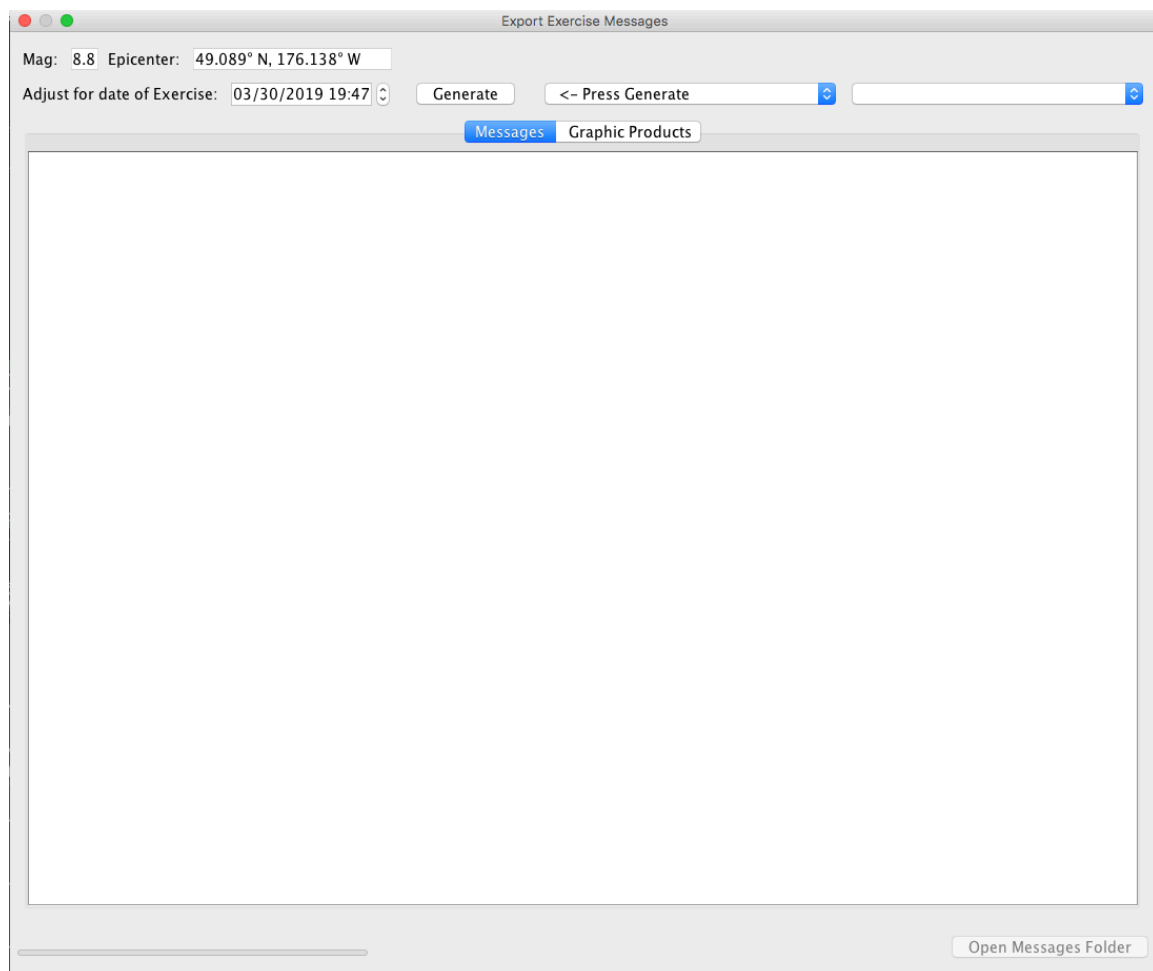 Export Exercise Messages
Mag: 8.8 Epicenter: 49.089° N, 176.138° W
Adjust for date of Exercise: 03/30/2019 19:47 Generate <- Press Generate
Messages Graphic Products
Open Messages Folder